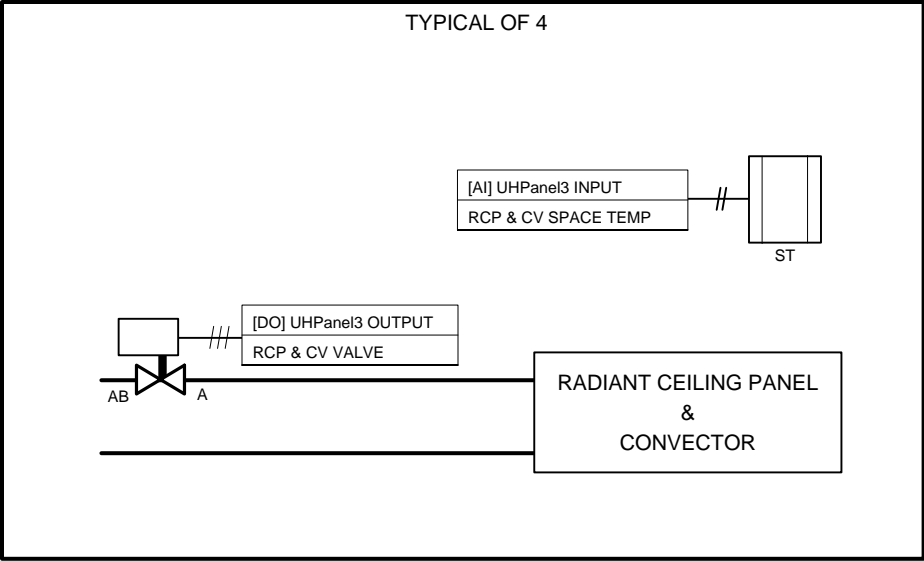 TYPICAL OF 4
[AI] UHPanel3 INPUT
RCP & CV SPACE TEMP
ST
[DO] UHPanel3 OUTPUT
RCP & CV VALVE
AB
A
RADIANT CEILING PANEL
&
CONVECTOR